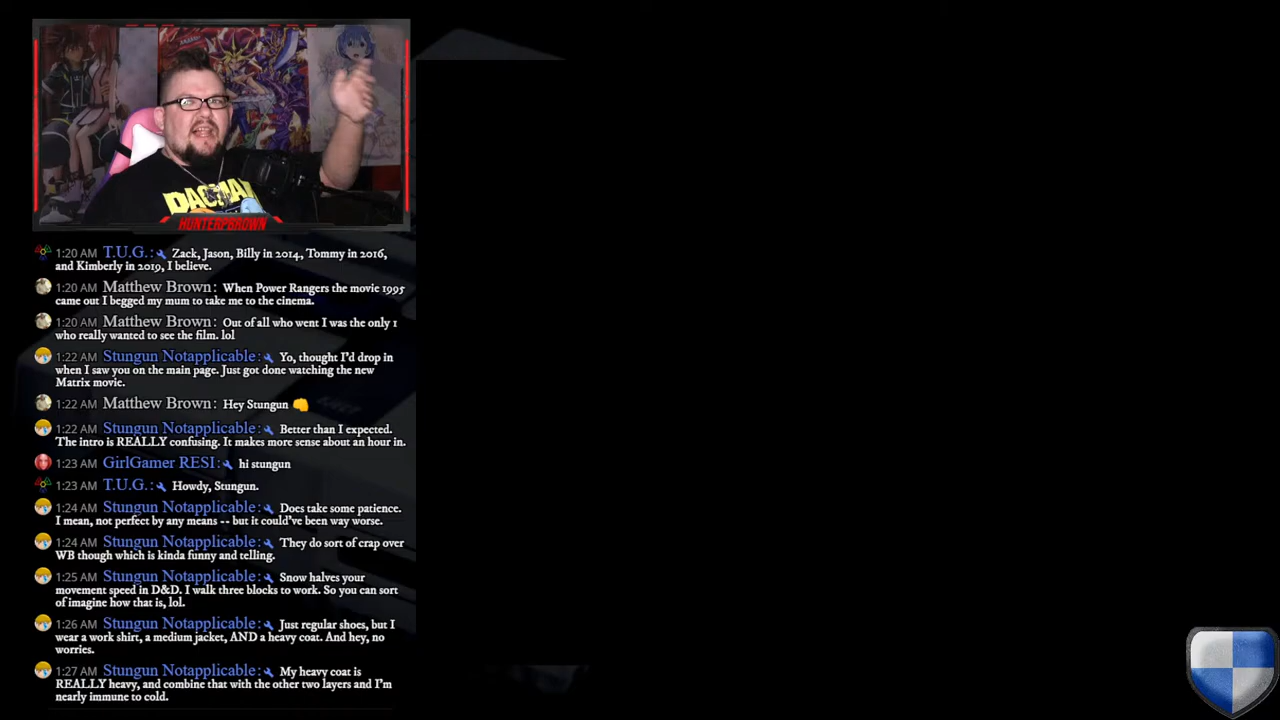 PACMAN
HUNTERPBROWN
1:20 AM T.U.G.: Zack, Jason, Billy in 2014, Tommy in 2016,
and Kimberly in 2019, I believe.
1:20 AM Matthew Brown: When Power Rangers the movie 1995
came out I begged my mum to take me to the cinema.
1:20 AM Matthew Brown: Out of all who went I was the only 1
who really wanted to see the film. lol
1:22 AM Stungun Notapplicable: Yo, thought I'd drop in
when I saw you on the main page. Just got done watching the new
Matrix movie.
1:22 AM Matthew Brown: Hey Stungun
1:22 AM Stungun Notapplicable: Better than I expected.
The intro is REALLY confusing. It makes more sense about an hour in.
1:23 AM GirlGamer RESI: hi stungun
1:23 AM T.U.G.: Howdy, Stungun.
1:24 AM Stungun Notapplicable: Does take some patience.
I mean, not perfect by any means -- but it could've been way worse.
1:24 AM Stungun Notapplicable: They do sort of crap over
WB though which is kinda funny and telling.
1:25 AM Stungun Notapplicable: Snow halves your
movement speed in D&D. I walk three blocks to work. So you can sort
of imagine how that is, lol.
1:26 AM Stungun Notapplicable: Just regular shoes, but I
wear a work shirt, a medium jacket, AND a heavy coat. And hey, no
worries.
1:27 AM Stungun Notapplicable: My heavy coat is
REALLY heavy, and combine that with the other two layers and I'm
nearly immune to cold.